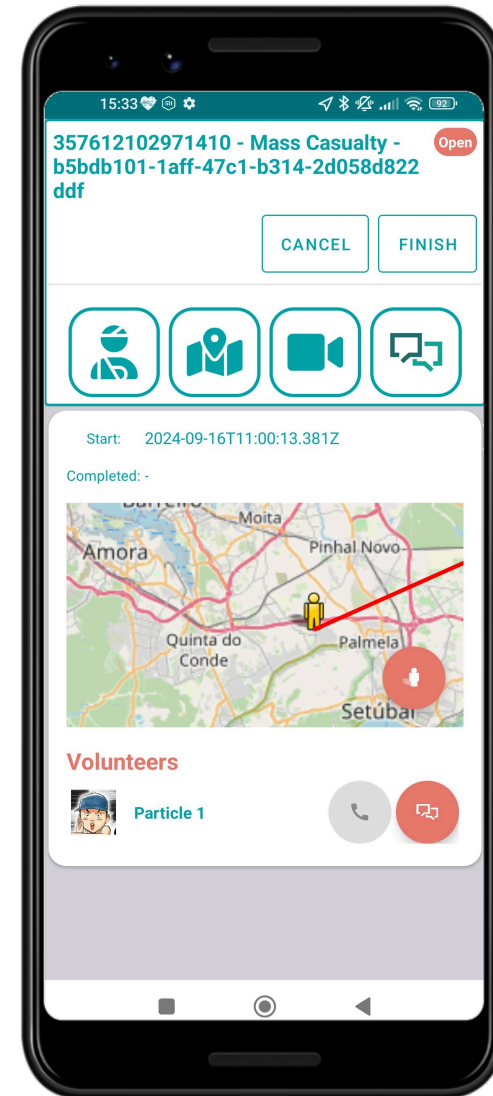 15:33
92
357612102971410 - Mass Casualty -
b5bdb101-1aff-47c1-b314-2d058d822
ddf
Open
CANCEL
FINISH
Start: 2024-09-16T11:00:13.381Z
Completed: -
Barreiro
Moita
Amora
Pinhal Novo
Quinta do
Conde
Palmela
Setúbal
Volunteers
Particle 1